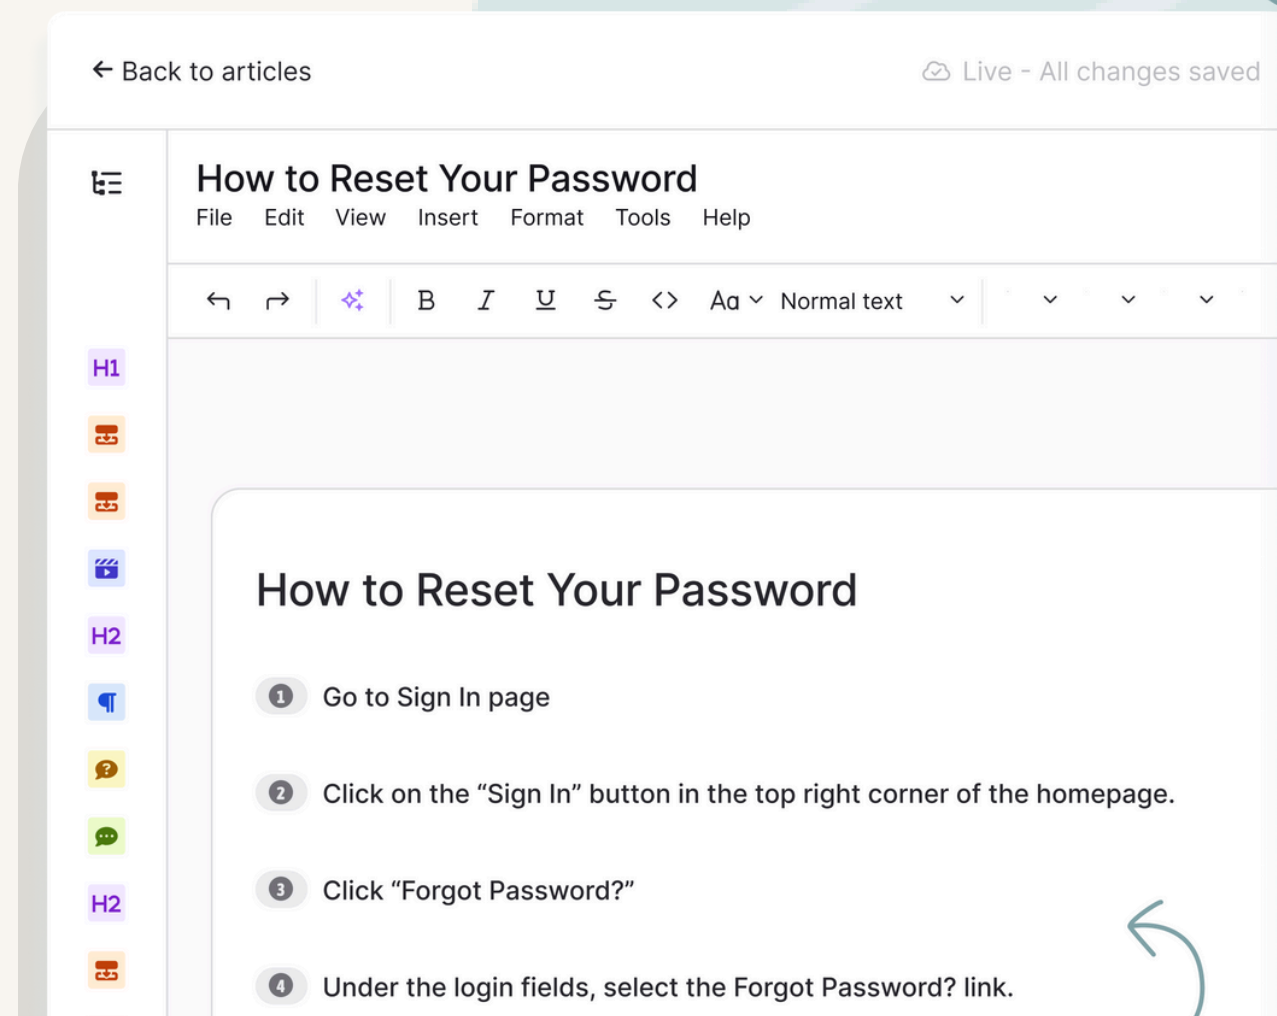 Back to articles
Live - All changes saved
How to Reset Your Password
File Edit View Insert Format Tools Help
B I U S <> Aa Normal text
H1
H2
H2
How to Reset Your Password
1 Go to Sign In page
2 Click on the “Sign In” button in the top right corner of the homepage.
3 Click “Forgot Password?”
4 Under the login fields, select the Forgot Password? link.